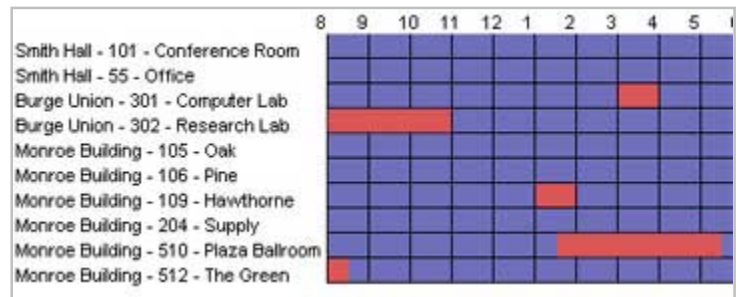 8 9 10 11 12 1 2 3 4 5
Smith Hall - 101 - Conference Room
Smith Hall - 55 - Office
Burge Union - 301 - Computer Lab
Burge Union - 302 - Research Lab
Monroe Building - 105 - Oak
Monroe Building - 106 - Pine
Monroe Building - 109 - Hawthorne
Monroe Building - 204 - Supply
Monroe Building - 510 - Plaza Ballroom
Monroe Building - 512 - The Green